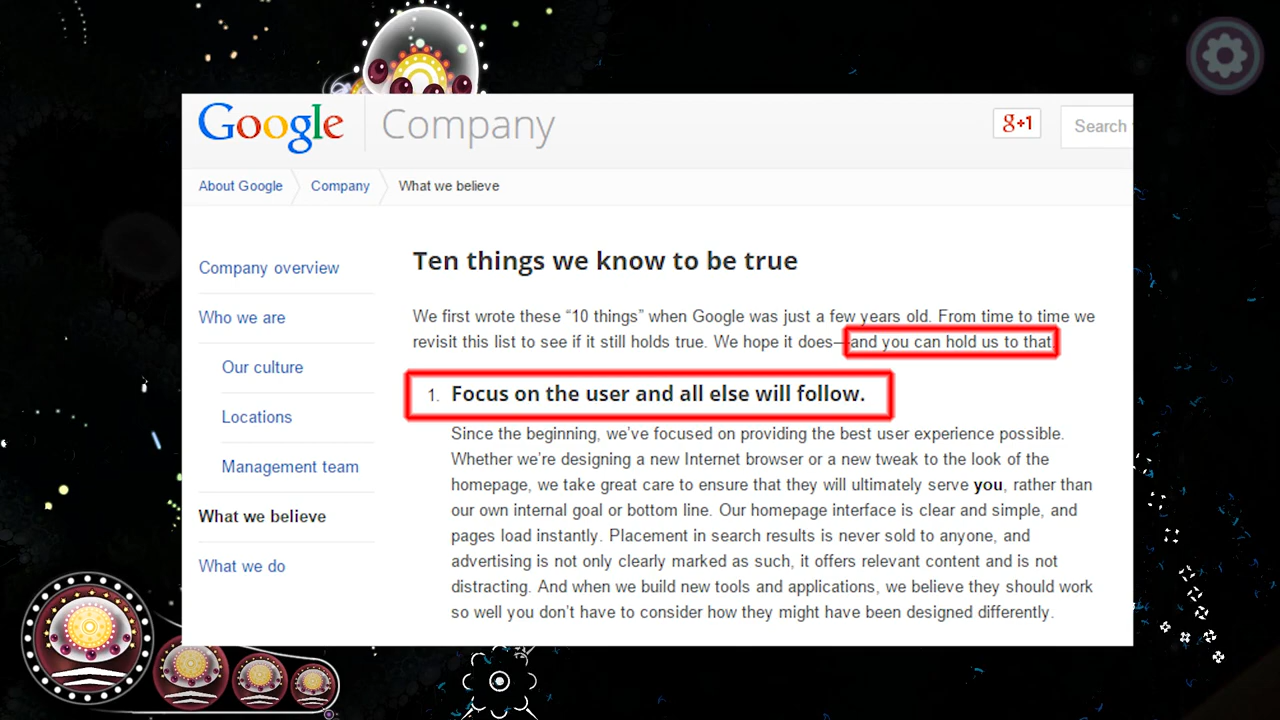 Google Company
g+1
Search
About Google
Company
What we believe
Company overview
Who we are
Our culture
Locations
Management team
What we believe
What we do
Ten things we know to be true
We first wrote these “10 things” when Google was just a few years old. From time to time we
revisit this list to see if it still holds true. We hope it does—and you can hold us to that.
1. Focus on the user and all else will follow.
Since the beginning, we’ve focused on providing the best user experience possible.
Whether we’re designing a new Internet browser or a new tweak to the look of the
homepage, we take great care to ensure that they will ultimately serve you, rather than
our own internal goal or bottom line. Our homepage interface is clear and simple, and
pages load instantly. Placement in search results is never sold to anyone, and
advertising is not only clearly marked as such, it offers relevant content and is not
distracting. And when we build new tools and applications, we believe they should work
so well you don’t have to consider how they might have been designed differently.